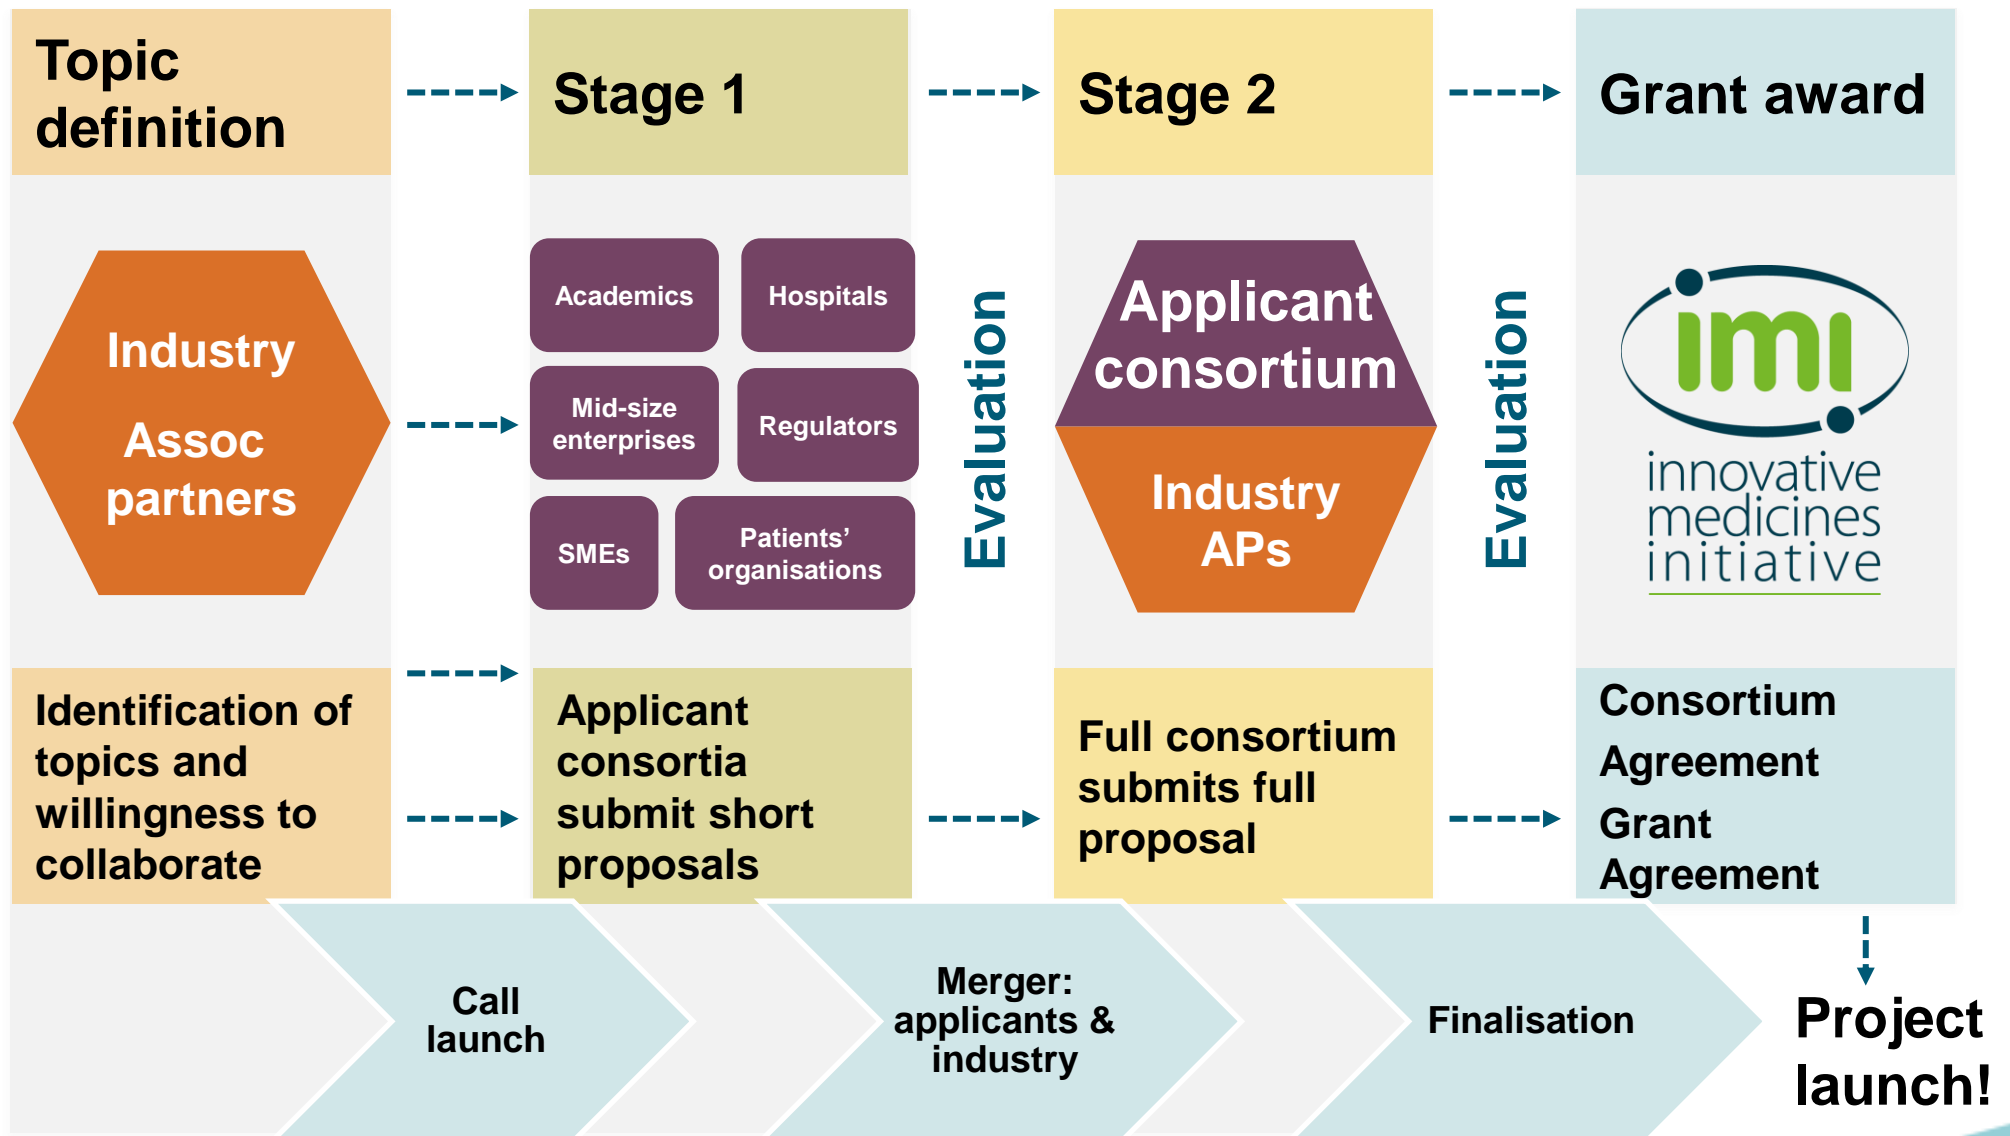 Topic
definition
Stage 1
Stage 2
Grant award
Industry
Assoc
partners
Academics
Hospitals
Mid-size
enterprises
Regulators
SMEs
Patients’
organisations
Evaluation
Applicant
consortium
Industry
APs
Evaluation
imi
innovative
medicines
initiative
Identification of
topics and
willingness to
collaborate
Applicant
consortia
submit short
proposals
Full consortium
submits full
proposal
Consortium
Agreement
Grant
Agreement
Call
launch
Merger:
applicants &
industry
Finalisation
Project
launch!